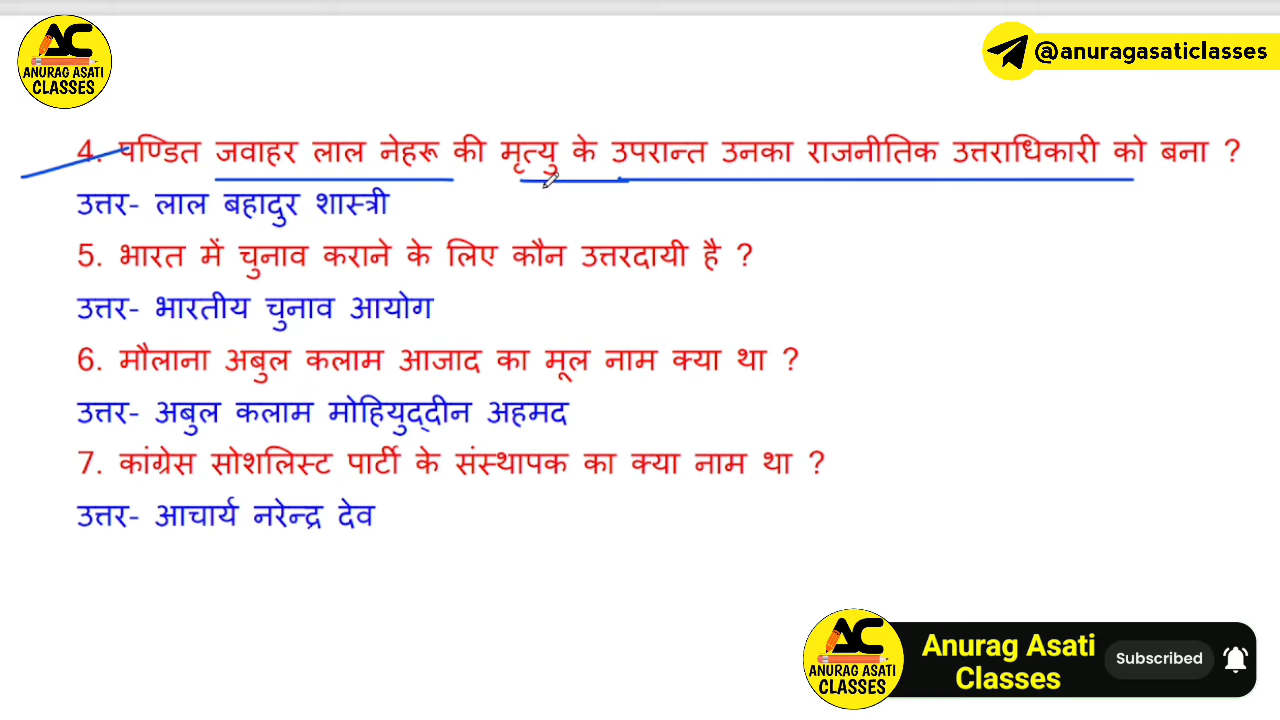 AC
ANURAG ASATI
CLASSES
@anuragasaticlasses
4. पण्डित जवाहर लाल नेहरू की मृत्यु के उपरान्त उनका राजनीतिक उत्तराधिकारी को बना ?
उत्तर- लाल बहादुर शास्त्री
5. भारत में चुनाव कराने के लिए कौन उत्तरदायी है ?
उत्तर- भारतीय चुनाव आयोग
6. मौलाना अबुल कलाम आजाद का मूल नाम क्या था ?
उत्तर- अबुल कलाम मोहियुद्दीन अहमद
7. कांग्रेस सोशलिस्ट पार्टी के संस्थापक का क्या नाम था ?
उत्तर- आचार्य नरेन्द्र देव
AC
ANURAG ASATI
CLASSES
Anurag Asati
Classes
Subscribed